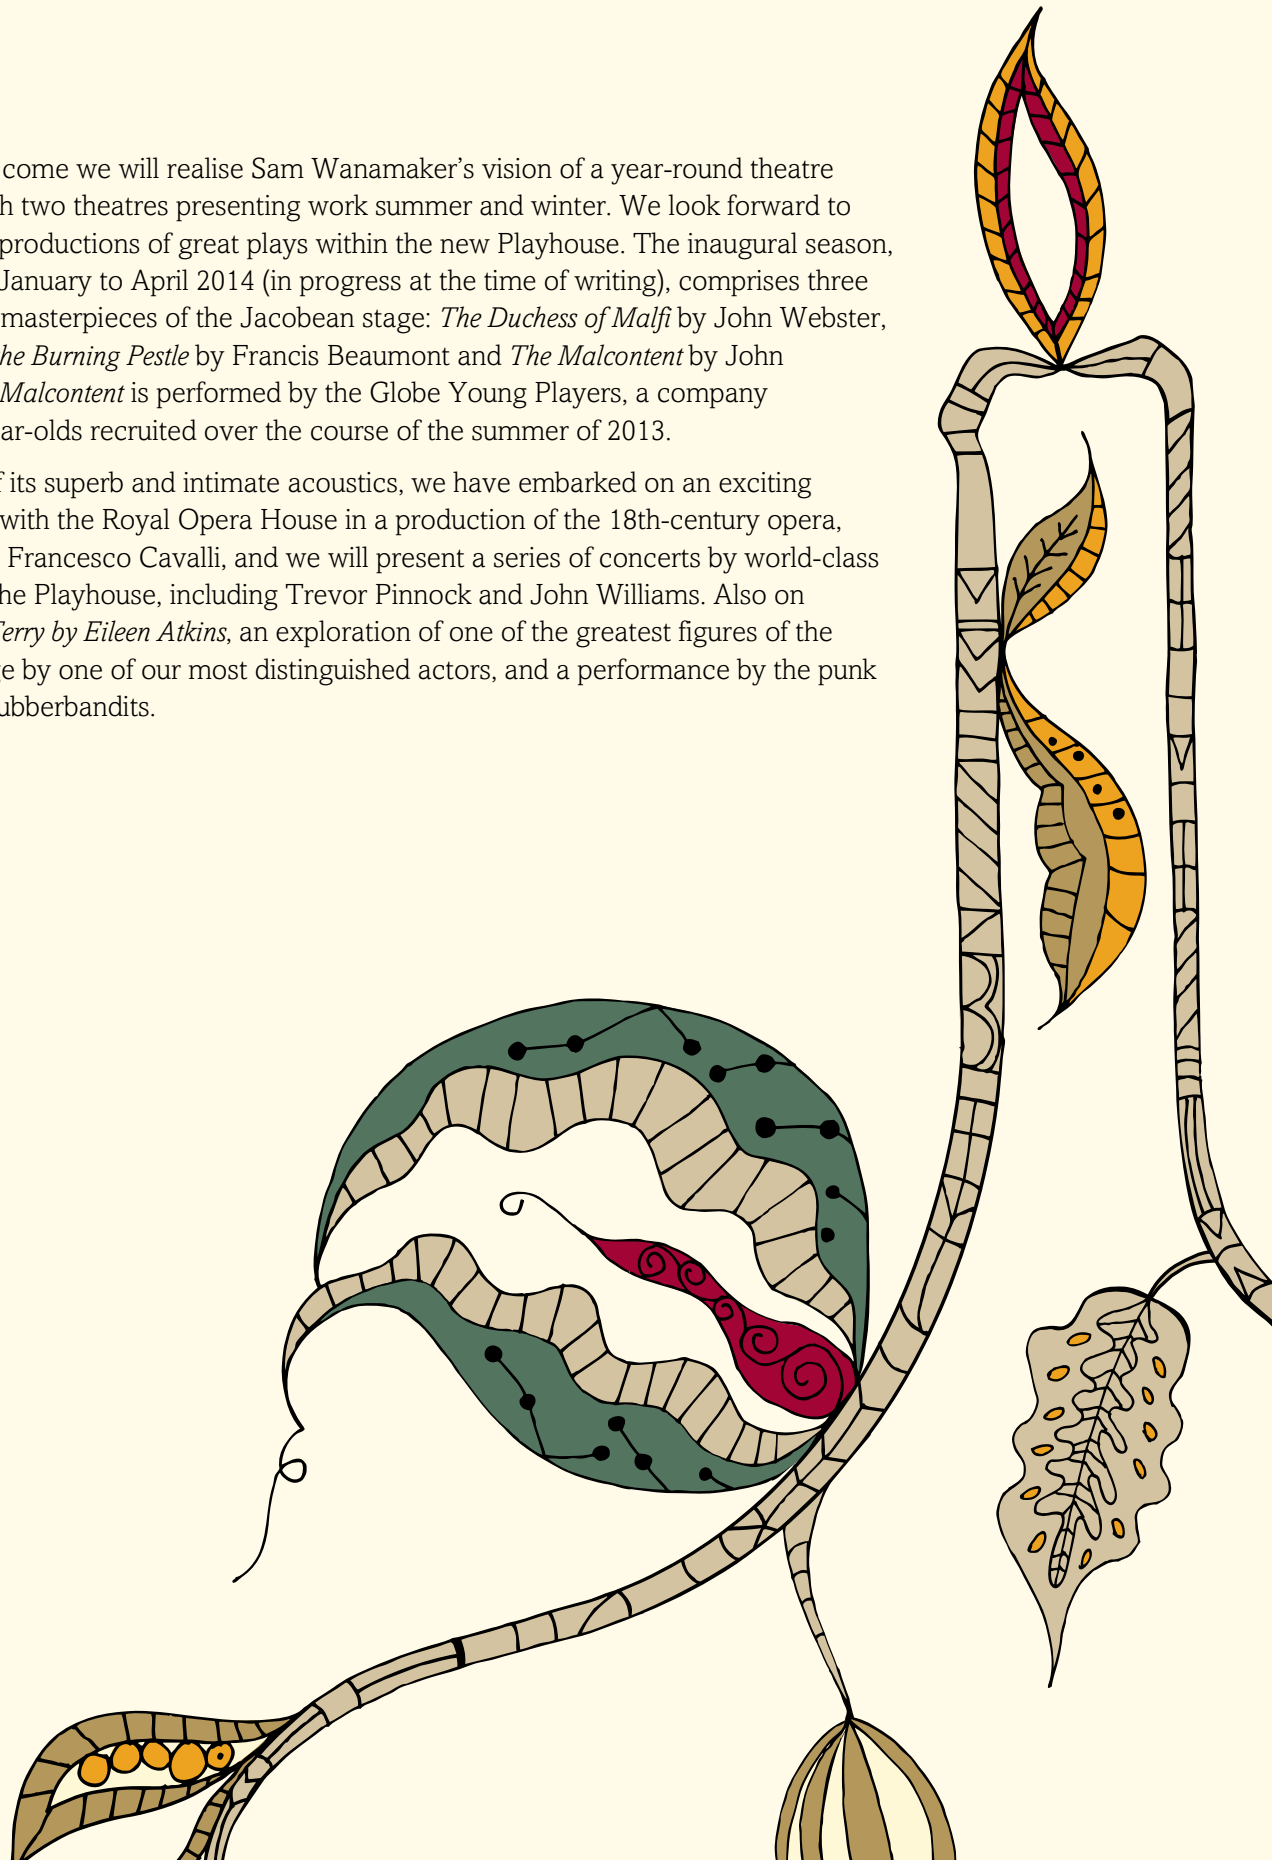 come we will realise Sam Wanamaker’s vision of a year-round theatre
h two theatres presenting work summer and winter. We look forward to
productions of great plays within the new Playhouse. The inaugural season,
January to April 2014 (in progress at the time of writing), comprises three
masterpieces of the Jacobean stage: The Duchess of Malfi by John Webster,
he Burning Pestle by Francis Beaumont and The Malcontent by John
Malcontent is performed by the Globe Young Players, a company
ar-olds recruited over the course of the summer of 2013.
f its superb and intimate acoustics, we have embarked on an exciting
with the Royal Opera House in a production of the 18th-century opera,
Francesco Cavalli, and we will present a series of concerts by world-class
he Playhouse, including Trevor Pinnock and John Williams. Also on
Terry by Eileen Atkins, an exploration of one of the greatest figures of the
e by one of our most distinguished actors, and a performance by the punk
ubberbandits.